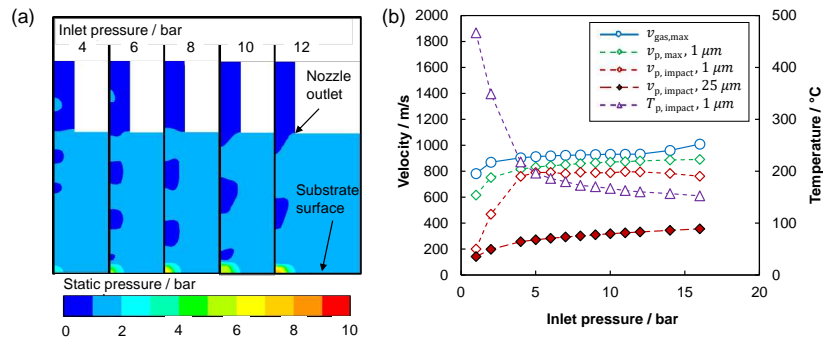 (a)
Inlet pressure / bar
4 6 8 10 12
Nozzle
outlet
Substrate
surface
Static pressure / bar
0 2 4 6 8 10
(b)
2000
1800
1600
1400
1200
1000
800
600
400
200
0
Velocity / m/s
v_gas,max
v_p, max, 1 μm
v_p, impact, 1 μm
v_p, impact, 25 μm
T_p, impact, 1 μm
500
400
300
200
100
0
Temperature / °C
0 5 10 15 20
Inlet pressure / bar